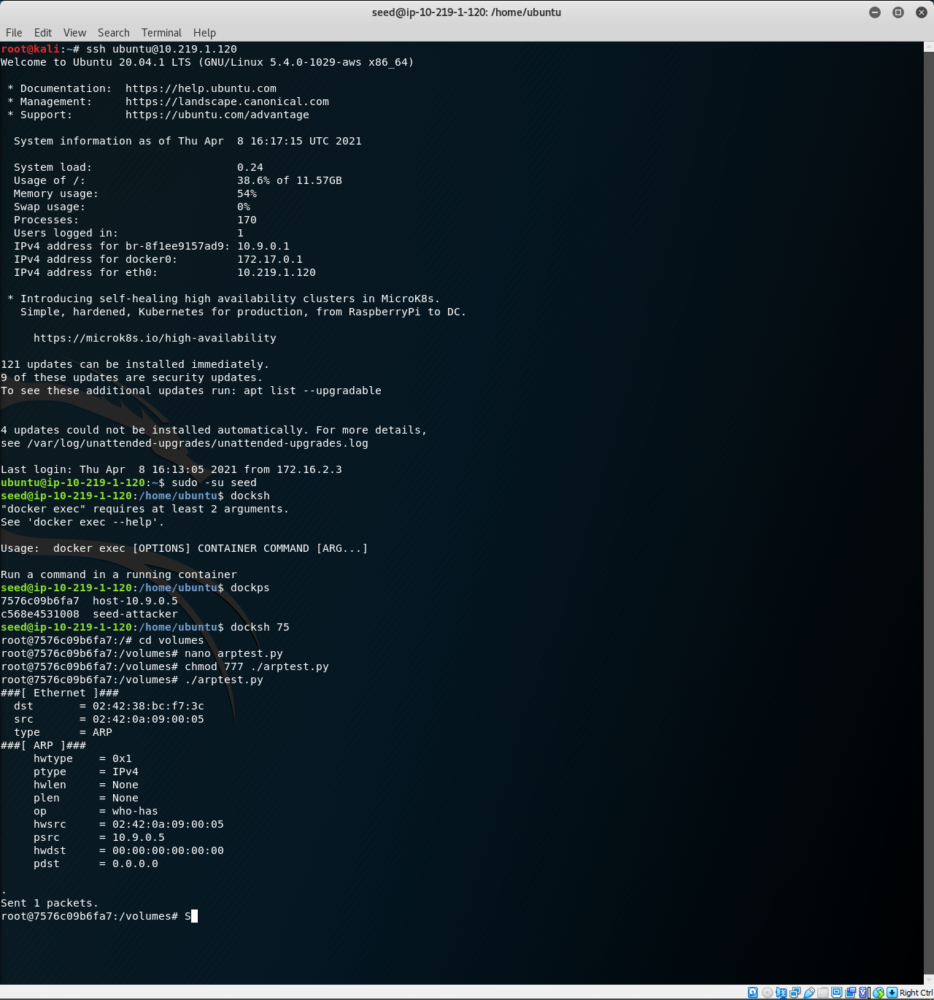 seed@ip-10-219-1-120: /home/ubuntu
File Edit View Search Terminal Help
root@kali:~# ssh ubuntu@10.219.1.120
Welcome to Ubuntu 20.04.1 LTS (GNU/Linux 5.4.0-1029-aws x86_64)
 * Documentation:  https://help.ubuntu.com
 * Management:     https://landscape.canonical.com
 * Support:        https://ubuntu.com/advantage
  System information as of Thu Apr  8 16:17:15 UTC 2021
  System load:                      0.24
  Usage of /:                       38.6% of 11.57GB
  Memory usage:                     54%
  Swap usage:                       0%
  Processes:                        170
  Users logged in:                  1
  IPv4 address for br-8f1ee9157ad9: 10.9.0.1
  IPv4 address for docker0:         172.17.0.1
  IPv4 address for eth0:            10.219.1.120
 * Introducing self-healing high availability clusters in MicroK8s.
   Simple, hardened, Kubernetes for production, from RaspberryPi to DC.
     https://microk8s.io/high-availability
121 updates can be installed immediately.
9 of these updates are security updates.
To see these additional updates run: apt list --upgradable
4 updates could not be installed automatically. For more details,
see /var/log/unattended-upgrades/unattended-upgrades.log
Last login: Thu Apr  8 16:13:05 2021 from 172.16.2.3
ubuntu@ip-10-219-1-120:~$ sudo -su seed
seed@ip-10-219-1-120:/home/ubuntu$ docksh
"docker exec" requires at least 2 arguments.
See 'docker exec --help'.
Usage:  docker exec [OPTIONS] CONTAINER COMMAND [ARG...]
Run a command in a running container
seed@ip-10-219-1-120:/home/ubuntu$ dockps
7576c09b6fa7  host-10.9.0.5
c568e4531008  seed-attacker
seed@ip-10-219-1-120:/home/ubuntu$ docksh 75
root@7576c09b6fa7:/# cd volumes
root@7576c09b6fa7:/volumes# nano arptest.py
root@7576c09b6fa7:/volumes# chmod 777 ./arptest.py
root@7576c09b6fa7:/volumes# ./arptest.py
###[ Ethernet ]###
  dst       = 02:42:38:bc:f7:3c
  src       = 02:42:0a:09:00:05
  type      = ARP
###[ ARP ]###
     hwtype    = 0x1
     ptype     = IPv4
     hwlen     = None
     plen      = None
     op        = who-has
     hwsrc     = 02:42:0a:09:00:05
     psrc      = 10.9.0.5
     hwdst     = 00:00:00:00:00:00
     pdst      = 0.0.0.0
.
Sent 1 packets.
root@7576c09b6fa7:/volumes# S
Right Ctrl